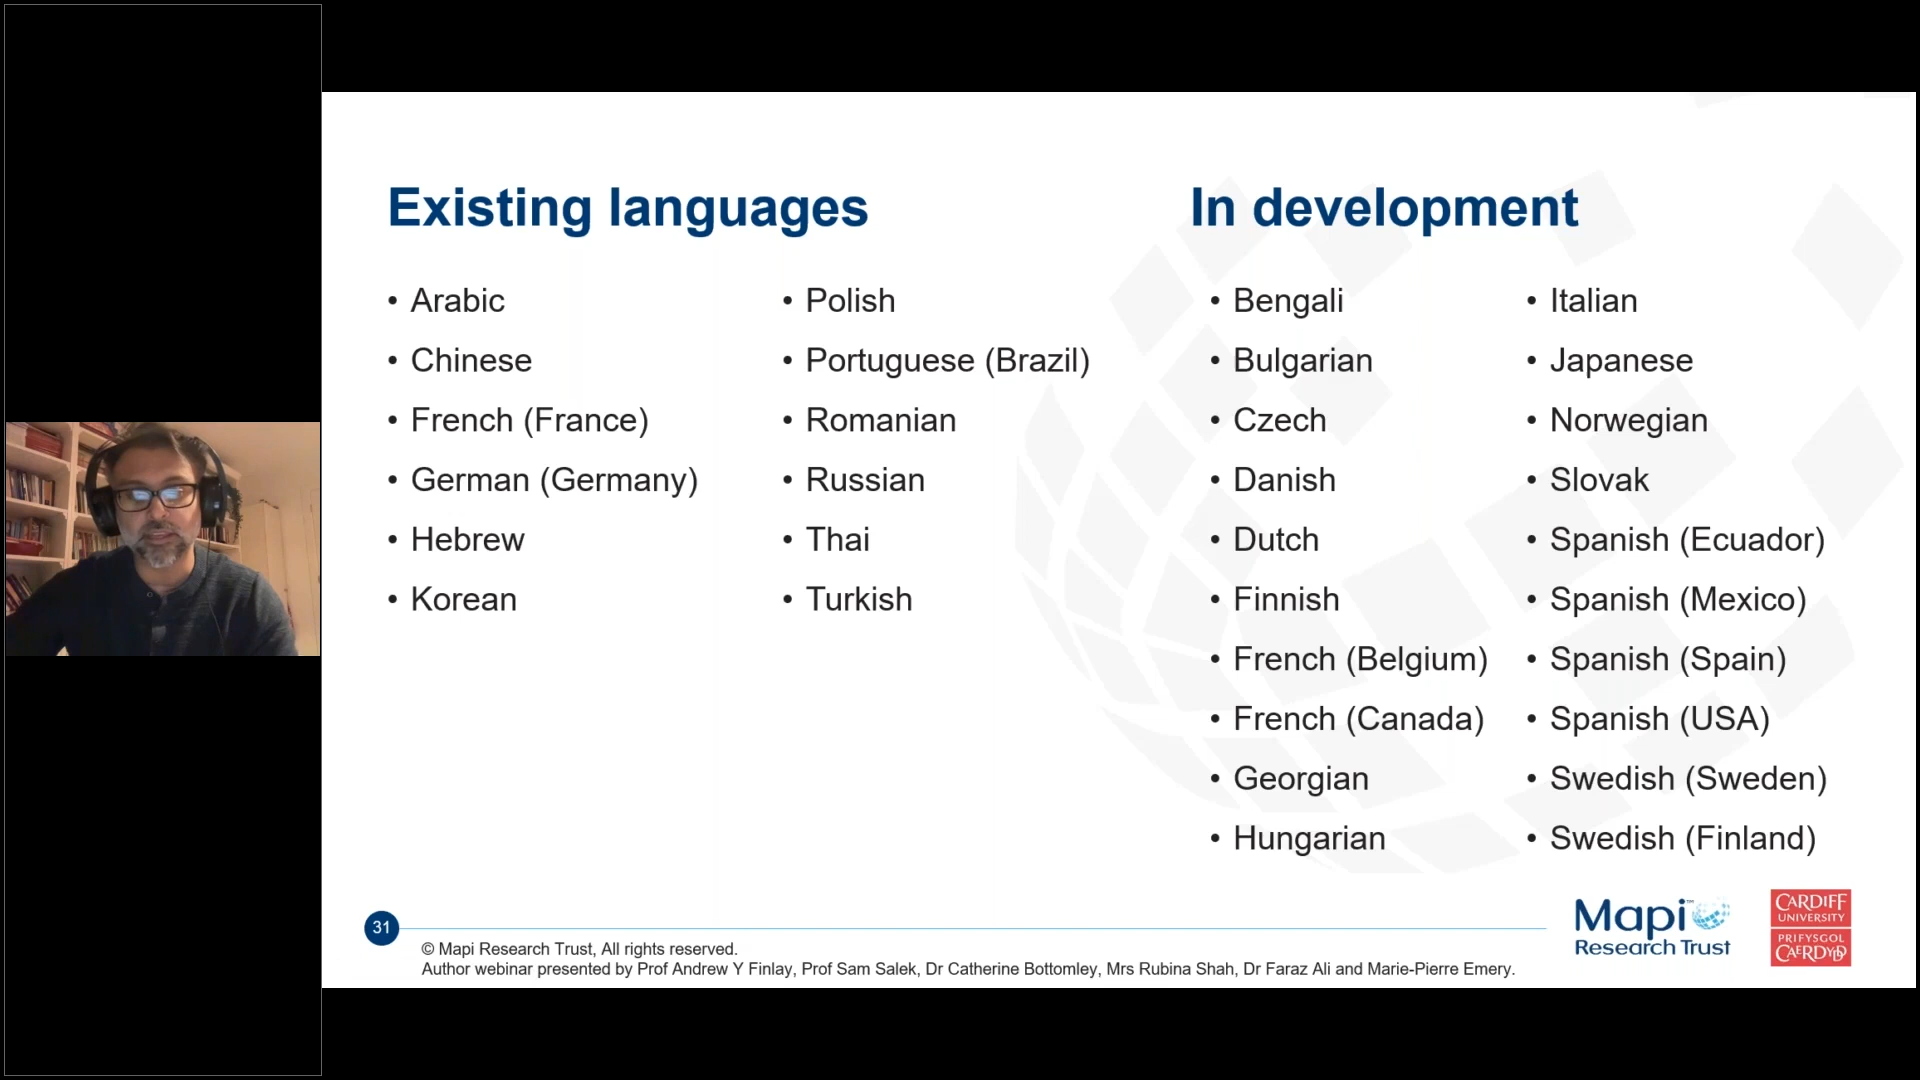 Existing languages
In development
• Arabic
• Chinese
• French (France)
• German (Germany)
• Hebrew
• Korean
• Polish
• Portuguese (Brazil)
• Romanian
• Russian
• Thai
• Turkish
• Bengali
• Bulgarian
• Czech
• Danish
• Dutch
• Finnish
• French (Belgium)
• French (Canada)
• Georgian
• Hungarian
• Italian
• Japanese
• Norwegian
• Slovak
• Spanish (Ecuador)
• Spanish (Mexico)
• Spanish (Spain)
• Spanish (USA)
• Swedish (Sweden)
• Swedish (Finland)
31
© Mapi Research Trust, All rights reserved.
Author webinar presented by Prof Andrew Y Finlay, Prof Sam Salek, Dr Catherine Bottomley, Mrs Rubina Shah, Dr Faraz Ali and Marie-Pierre Emery.
Mapi™
Research Trust
CARDIFF
UNIVERSITY
PRIFYSGOL
CAERDYDD